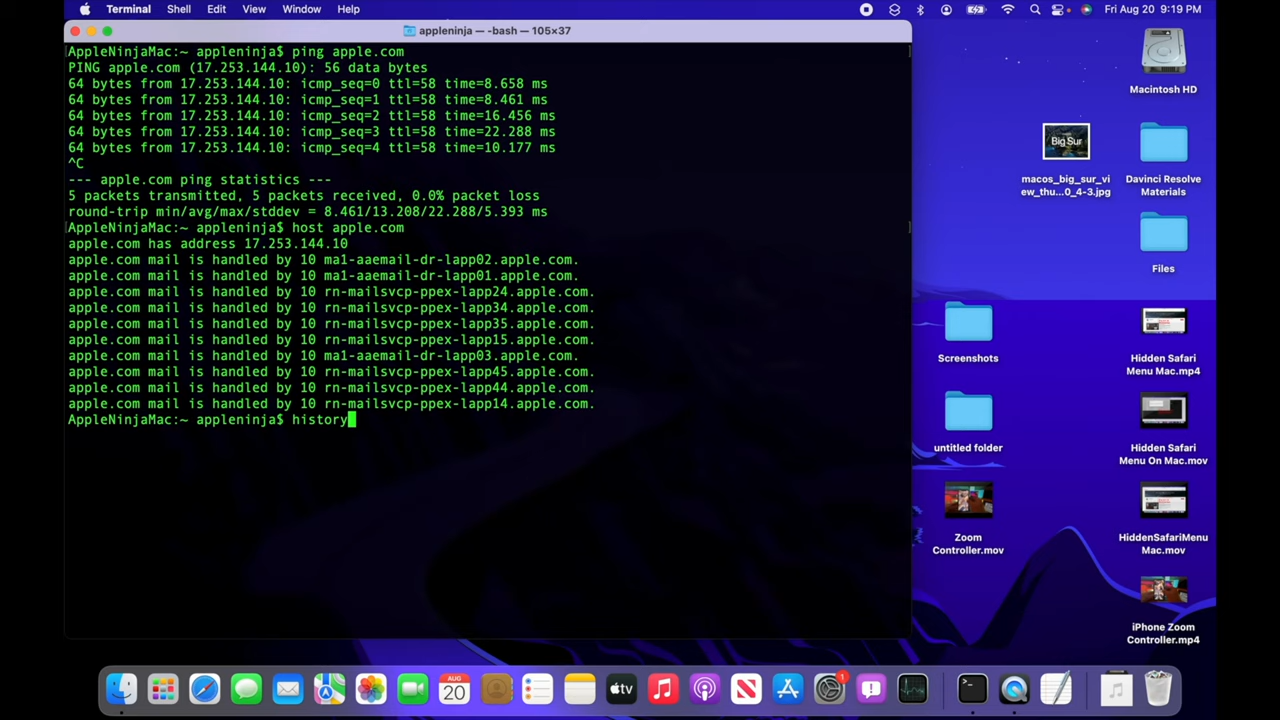 Terminal Shell Edit View Window Help
Fri Aug 20 9:19 PM
appleninja — -bash — 105×37
AppleNinjaMac:~ appleninja$ ping apple.com
PING apple.com (17.253.144.10): 56 data bytes
64 bytes from 17.253.144.10: icmp_seq=0 ttl=58 time=8.658 ms
64 bytes from 17.253.144.10: icmp_seq=1 ttl=58 time=8.461 ms
64 bytes from 17.253.144.10: icmp_seq=2 ttl=58 time=16.456 ms
64 bytes from 17.253.144.10: icmp_seq=3 ttl=58 time=22.288 ms
64 bytes from 17.253.144.10: icmp_seq=4 ttl=58 time=10.177 ms
^C
--- apple.com ping statistics ---
5 packets transmitted, 5 packets received, 0.0% packet loss
round-trip min/avg/max/stddev = 8.461/13.208/22.288/5.393 ms
AppleNinjaMac:~ appleninja$ host apple.com
apple.com has address 17.253.144.10
apple.com mail is handled by 10 ma1-aaemail-dr-lapp02.apple.com.
apple.com mail is handled by 10 ma1-aaemail-dr-lapp01.apple.com.
apple.com mail is handled by 10 rn-mailsvcp-ppex-lapp24.apple.com.
apple.com mail is handled by 10 rn-mailsvcp-ppex-lapp34.apple.com.
apple.com mail is handled by 10 rn-mailsvcp-ppex-lapp35.apple.com.
apple.com mail is handled by 10 rn-mailsvcp-ppex-lapp15.apple.com.
apple.com mail is handled by 10 ma1-aaemail-dr-lapp03.apple.com.
apple.com mail is handled by 10 rn-mailsvcp-ppex-lapp45.apple.com.
apple.com mail is handled by 10 rn-mailsvcp-ppex-lapp44.apple.com.
apple.com mail is handled by 10 rn-mailsvcp-ppex-lapp14.apple.com.
AppleNinjaMac:~ appleninja$ history
Macintosh HD
Big Sur
macos_big_sur_vi
ew_thu...0_4-3.jpg
Davinci Resolve
Materials
Files
Screenshots
Hidden Safari
Menu Mac.mp4
untitled folder
Hidden Safari
Menu On Mac.mov
Zoom
Controller.mov
HiddenSafariMenu
Mac.mov
iPhone Zoom
Controller.mp4
AUG
20
tv
1